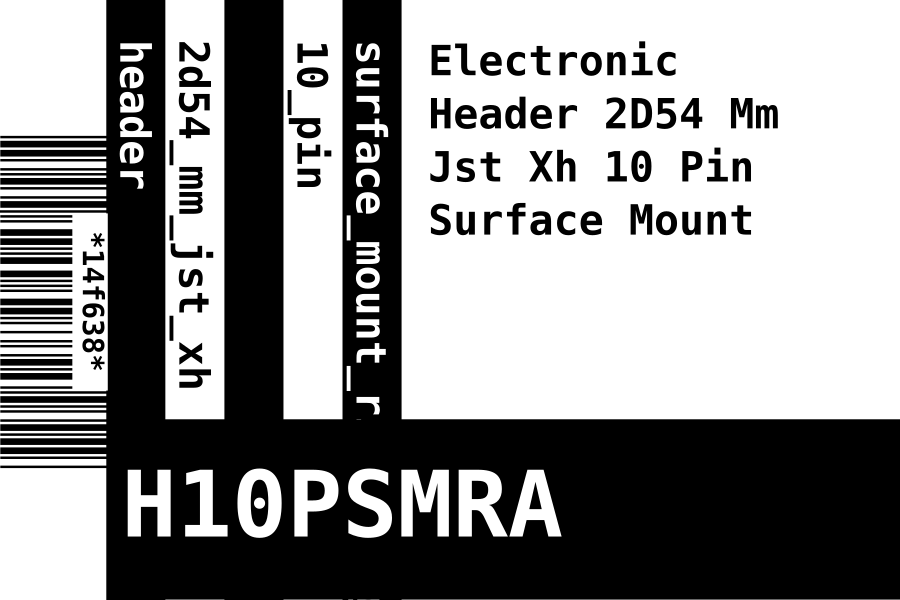 *14f638*
header
2d54_mm_jst_xh
10_pin
surface_mount_r
Electronic
Header 2D54 Mm
Jst Xh 10 Pin
Surface Mount
H10PSMRA